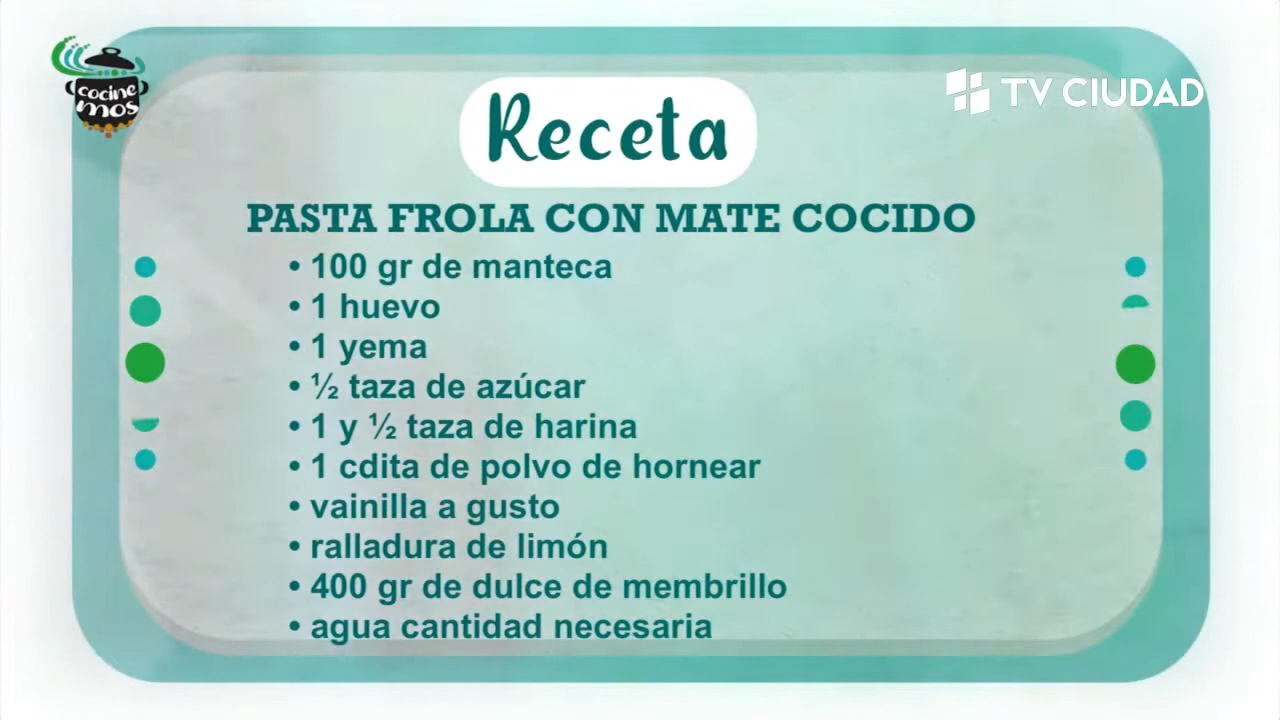 cocine
mos
TV CIUDAD
Receta
PASTA FROLA CON MATE COCIDO
• 100 gr de manteca
• 1 huevo
• 1 yema
• ½ taza de azúcar
• 1 y ½ taza de harina
• 1 cdita de polvo de hornear
• vainilla a gusto
• ralladura de limón
• 400 gr de dulce de membrillo
• agua cantidad necesaria